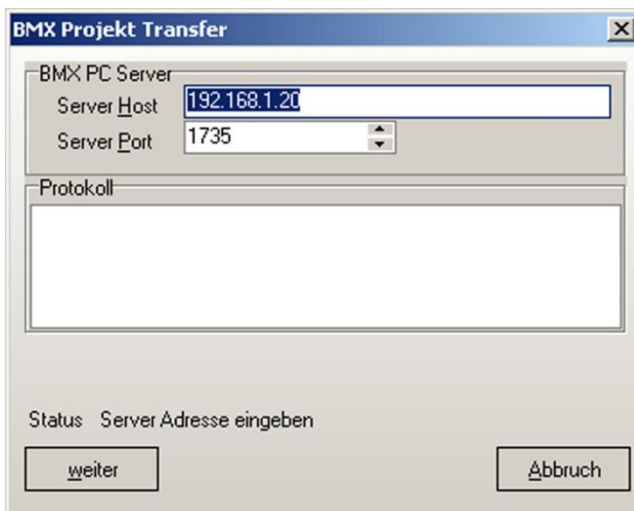 BMX Projekt Transfer
BMX PC Server
Server Host 192.168.1.20
Server Port 1735
Protokoll
Status Server Adresse eingeben
weiter Abbruch